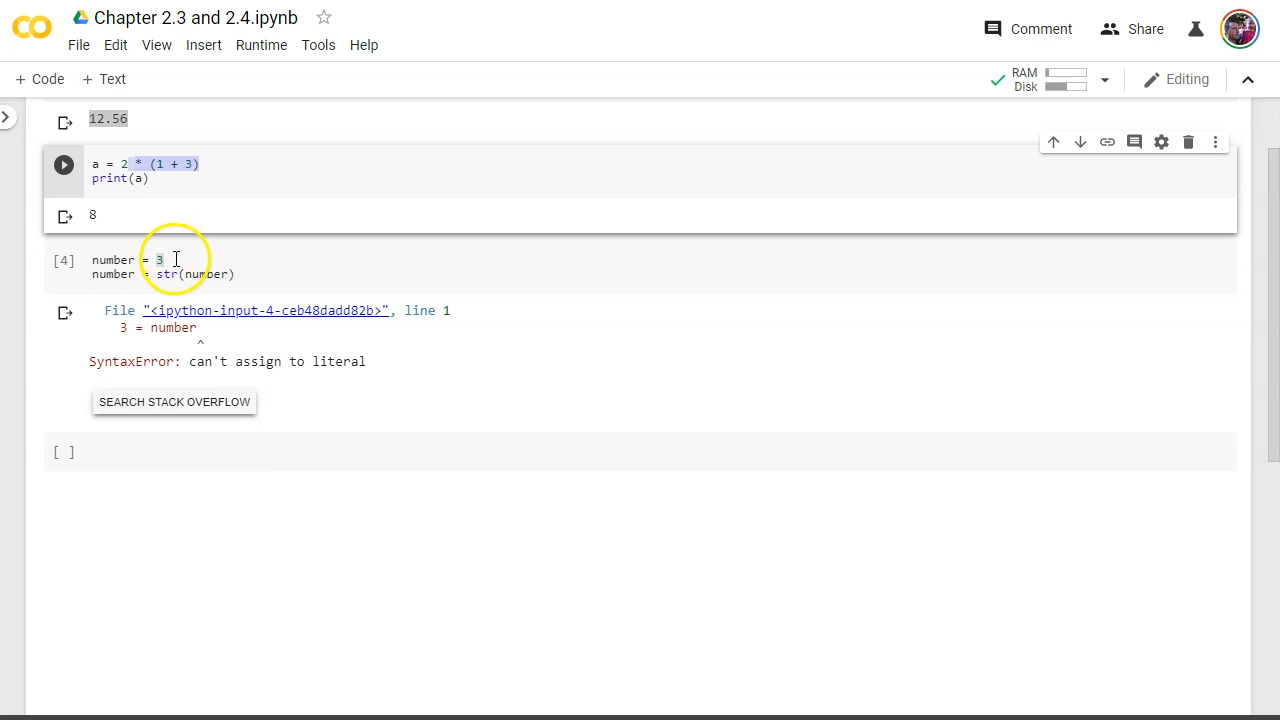 Chapter 2.3 and 2.4.ipynb
Comment
Share
File Edit View Insert Runtime Tools Help
+ Code + Text
RAM
Disk
Editing
12.56
a = 2 * (1 + 3)
print(a)
8
[4]
number = 3
number = str(number)
File "<ipython-input-4-ceb48dadd82b>", line 1
3 = number
^
SyntaxError: can't assign to literal
SEARCH STACK OVERFLOW
[ ]